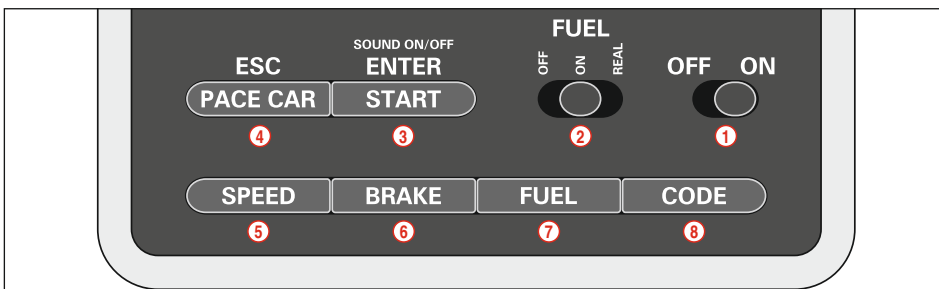 FUEL
SOUND ON/OFF
ESC ENTER OFF ON REAL OFF ON
PACE CAR START
4 3 2 1
SPEED BRAKE FUEL CODE
5 6 7 8